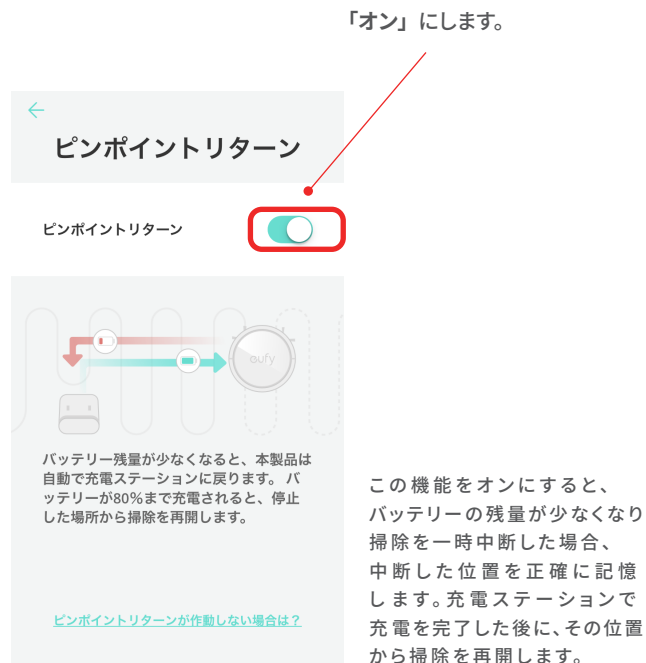 「オン」にします。
ピンポイントリターン
ピンポイントリターン
eufy
バッテリー残量が少なくなると、本製品は
自動で充電ステーションに戻ります。バ
ッテリーが80%まで充電されると、停止
した場所から掃除を再開します。
ピンポイントリターンが作動しない場合は？
この機能をオンにすると、
バッテリーの残量が少なくなり
掃除を一時中断した場合、
中断した位置を正確に記憶
します。充電ステーションで
充電を完了した後に、その位置
から掃除を再開します。